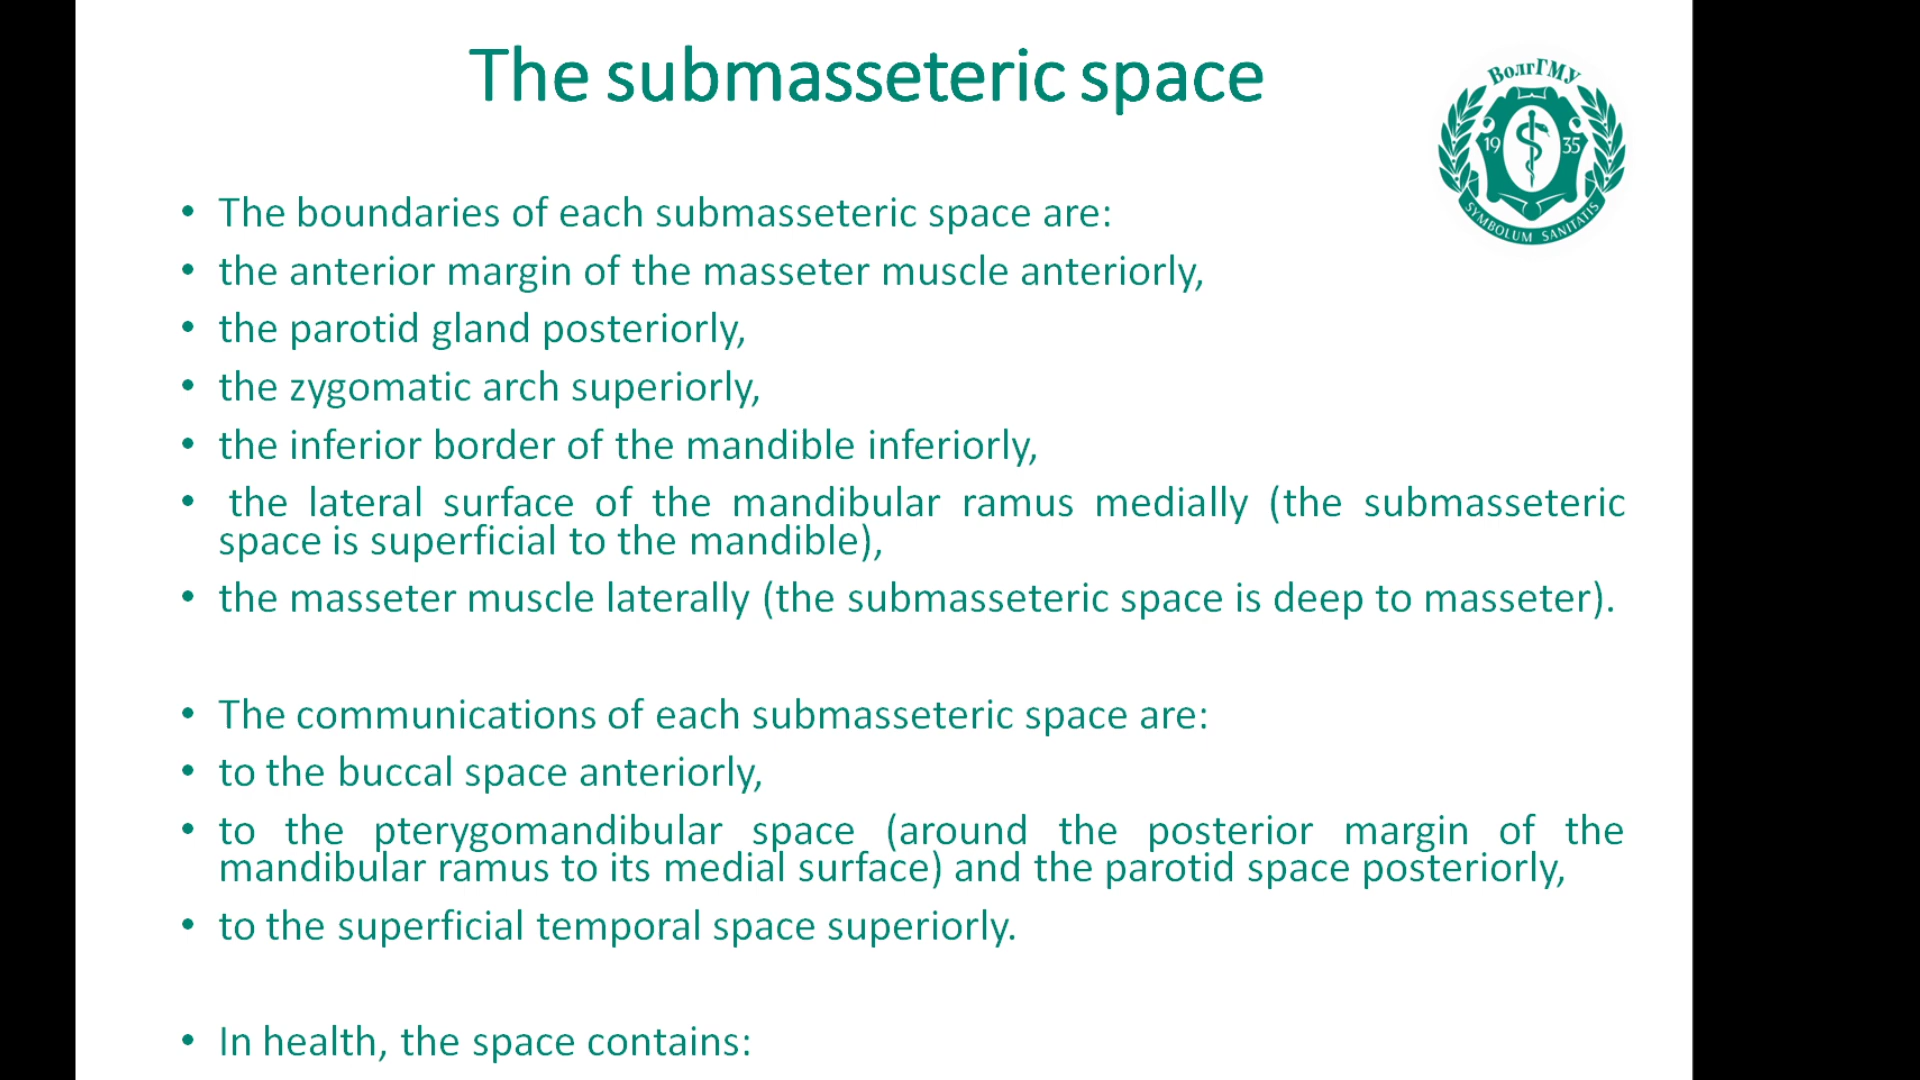 The submasseteric space
ВолгГМУ
19 35
SYMBOLUM SANITATIS
• The boundaries of each submasseteric space are:
• the anterior margin of the masseter muscle anteriorly,
• the parotid gland posteriorly,
• the zygomatic arch superiorly,
• the inferior border of the mandible inferiorly,
• the lateral surface of the mandibular ramus medially (the submasseteric
space is superficial to the mandible),
• the masseter muscle laterally (the submasseteric space is deep to masseter).
• The communications of each submasseteric space are:
• to the buccal space anteriorly,
• to the pterygomandibular space (around the posterior margin of the
mandibular ramus to its medial surface) and the parotid space posteriorly,
• to the superficial temporal space superiorly.
• In health, the space contains: